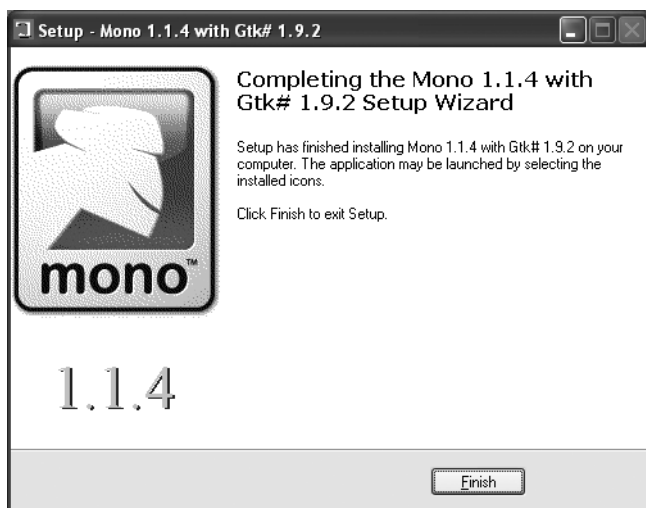 Setup - Mono 1.1.4 with Gtk# 1.9.2
Completing the Mono 1.1.4 with
Gtk# 1.9.2 Setup Wizard
Setup has finished installing Mono 1.1.4 with Gtk# 1.9.2 on your
computer. The application may be launched by selecting the
installed icons.
Click Finish to exit Setup.
mono™
1.1.4
Finish